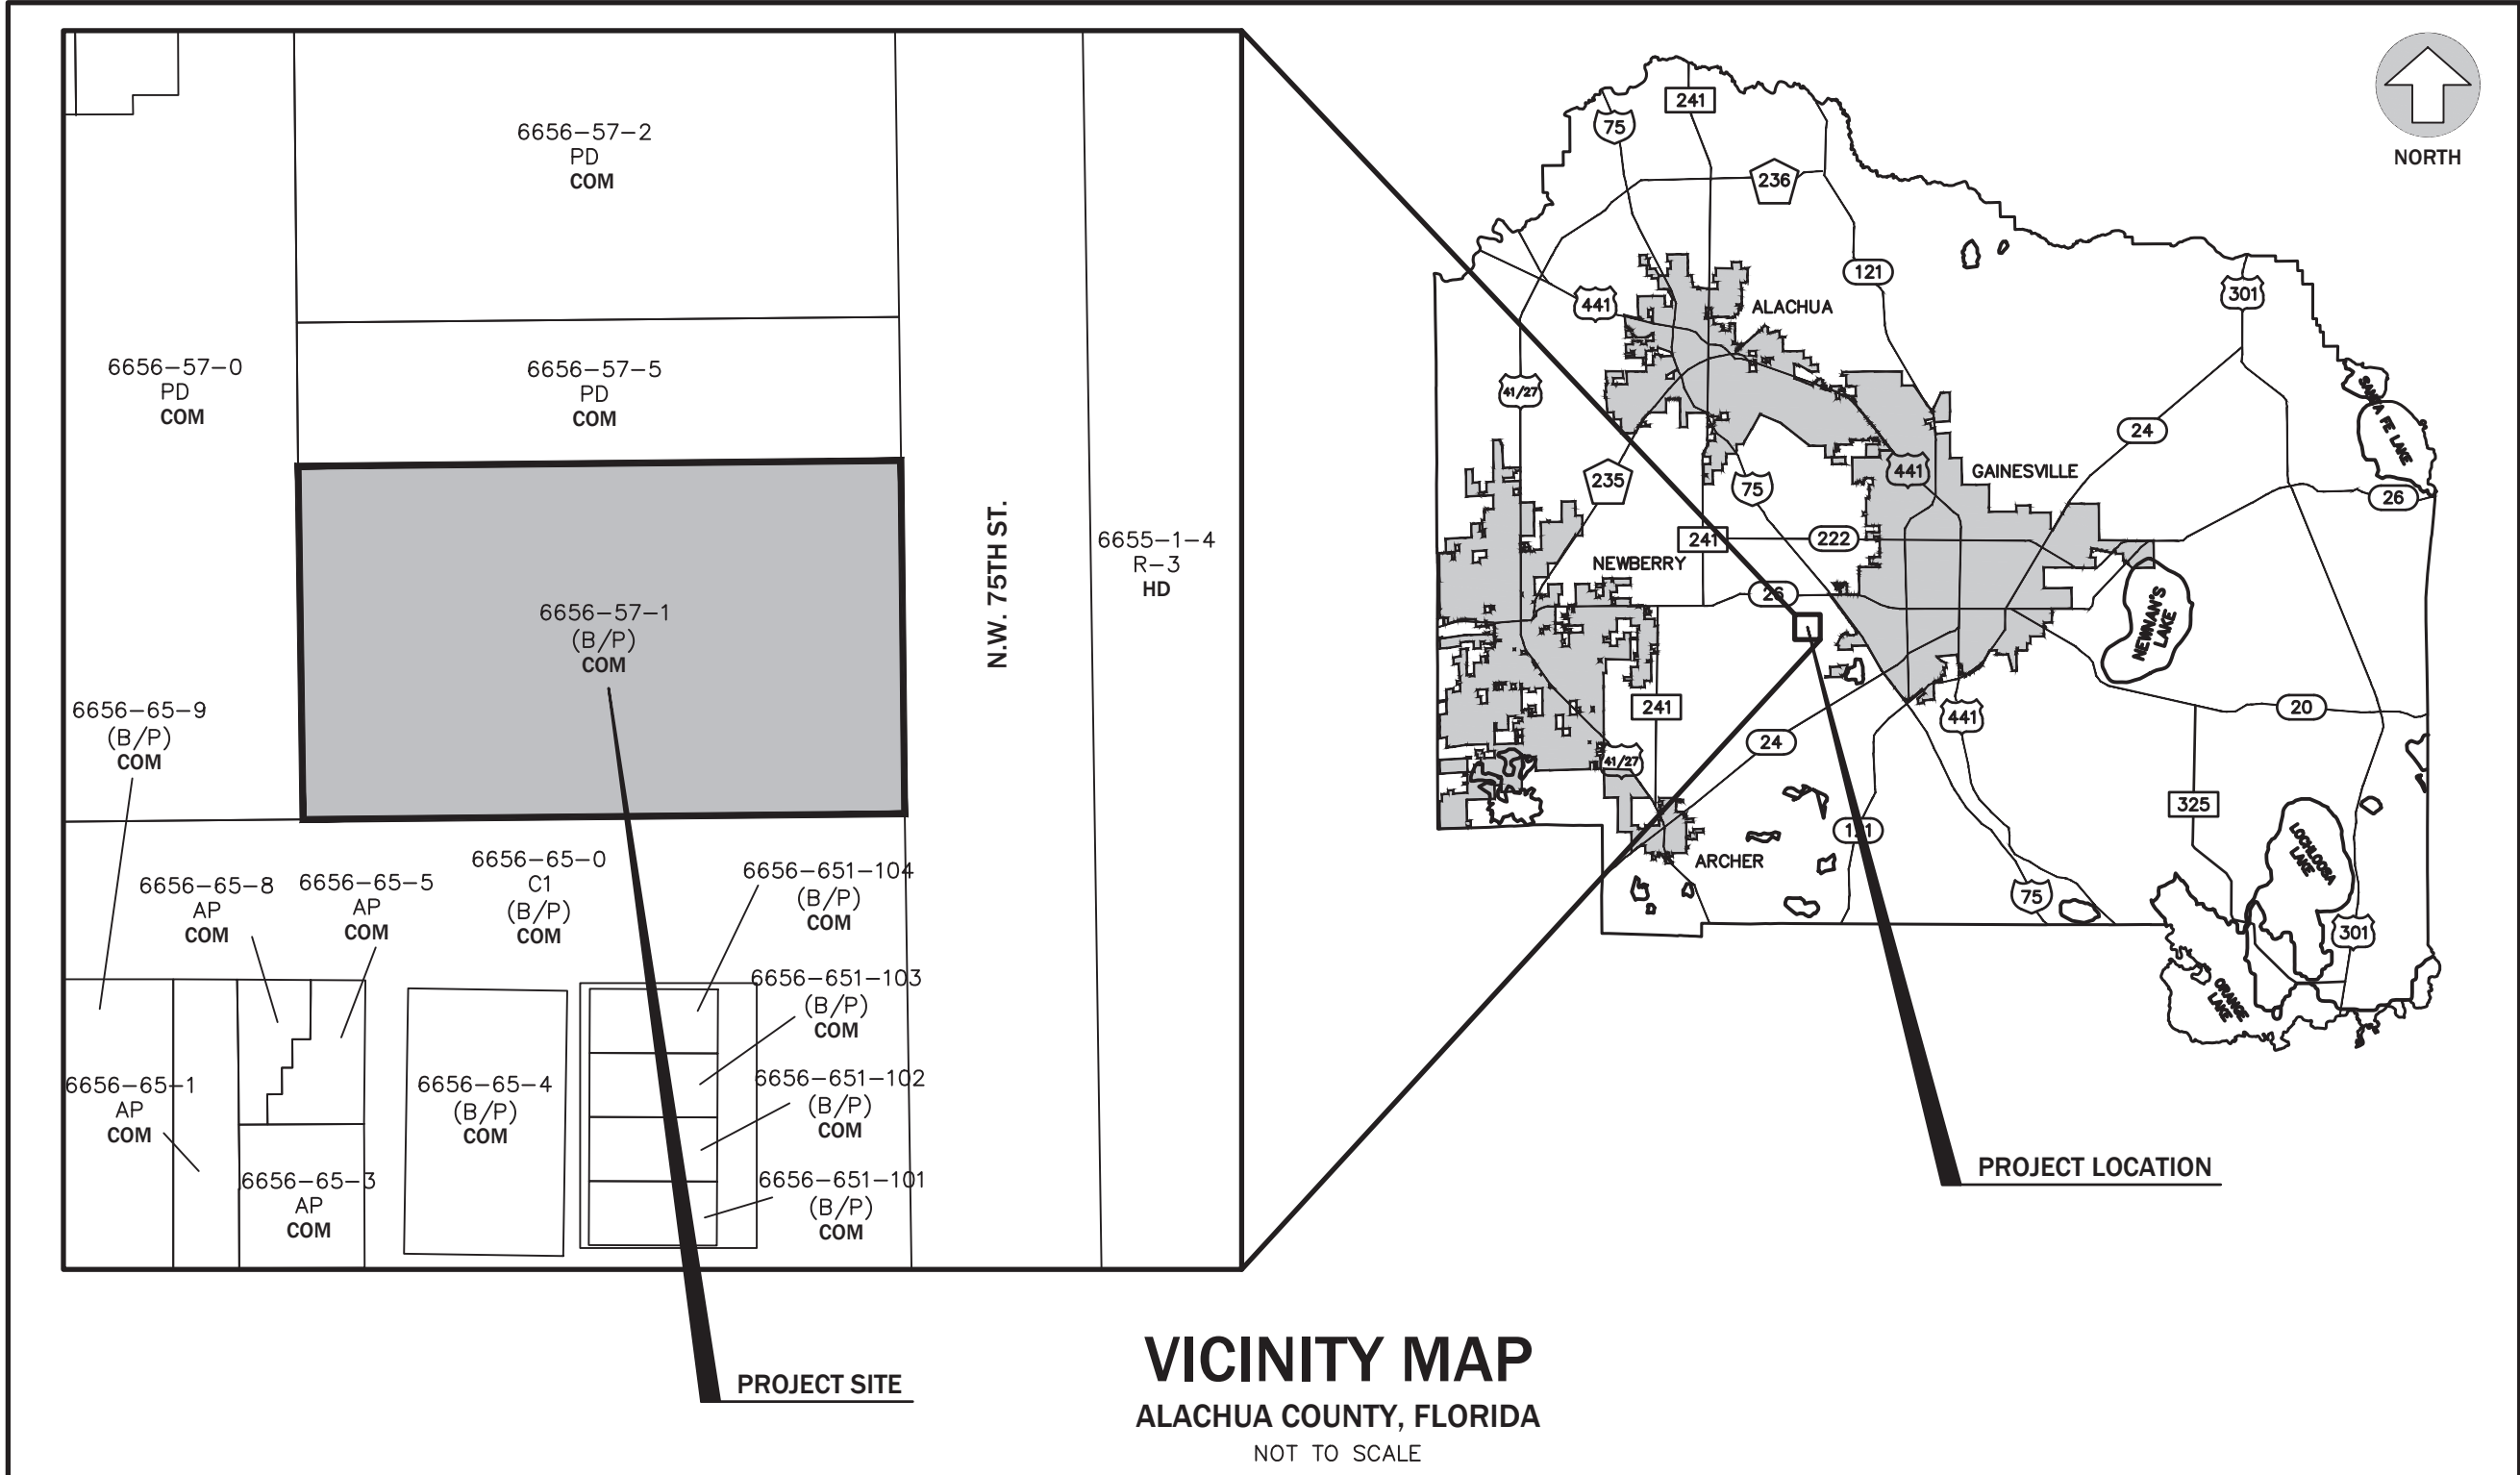 6656-57-2
PD
COM
6656-57-0
PD
COM
6656-57-5
PD
COM
6656-57-1
(B/P)
COM
N.W. 75TH ST.
6655-1-4
R-3
HD
6656-65-9
(B/P)
COM
6656-65-8
AP
COM
6656-65-5
AP
COM
6656-65-0
C1
(B/P)
COM
6656-651-104
(B/P)
COM
6656-651-103
(B/P)
COM
6656-651-102
(B/P)
COM
6656-651-101
(B/P)
COM
6656-65-1
AP
COM
6656-65-3
AP
COM
6656-65-4
(B/P)
COM
PROJECT SITE
NORTH
241
75
236
121
441
ALACHUA
301
41/27
SANTA FE LAKE
24
235
75
441
GAINESVILLE
26
241
222
NEWBERRY
26
NEWNAN'S
LAKE
241
441
20
24
41/27
325
121
ARCHER
LOCHLOOSA
LAKE
75
301
ORANGE
LAKE
PROJECT LOCATION
VICINITY MAP
ALACHUA COUNTY, FLORIDA
NOT TO SCALE